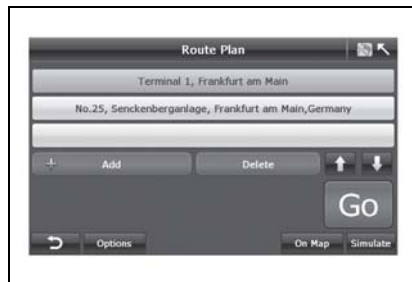 Route Plan
Terminal 1, Frankfurt am Main
No.25, Senckenberganlage, Frankfurt am Main,Germany
Add Delete
Go
Options On Map Simulate